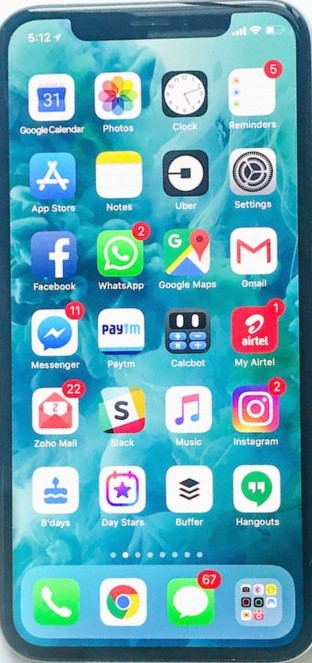 5:12
31
5
Google Calendar Photos Clock Reminders
App Store Notes Uber Settings
2
G
Facebook WhatsApp Google Maps Gmail
11
Paytm
airtel
1
Messenger Paytm Calcbot My Airtel
22
2
Zoho Mail Slack Music Instagram
B'days Day Stars Buffer Hangouts
67